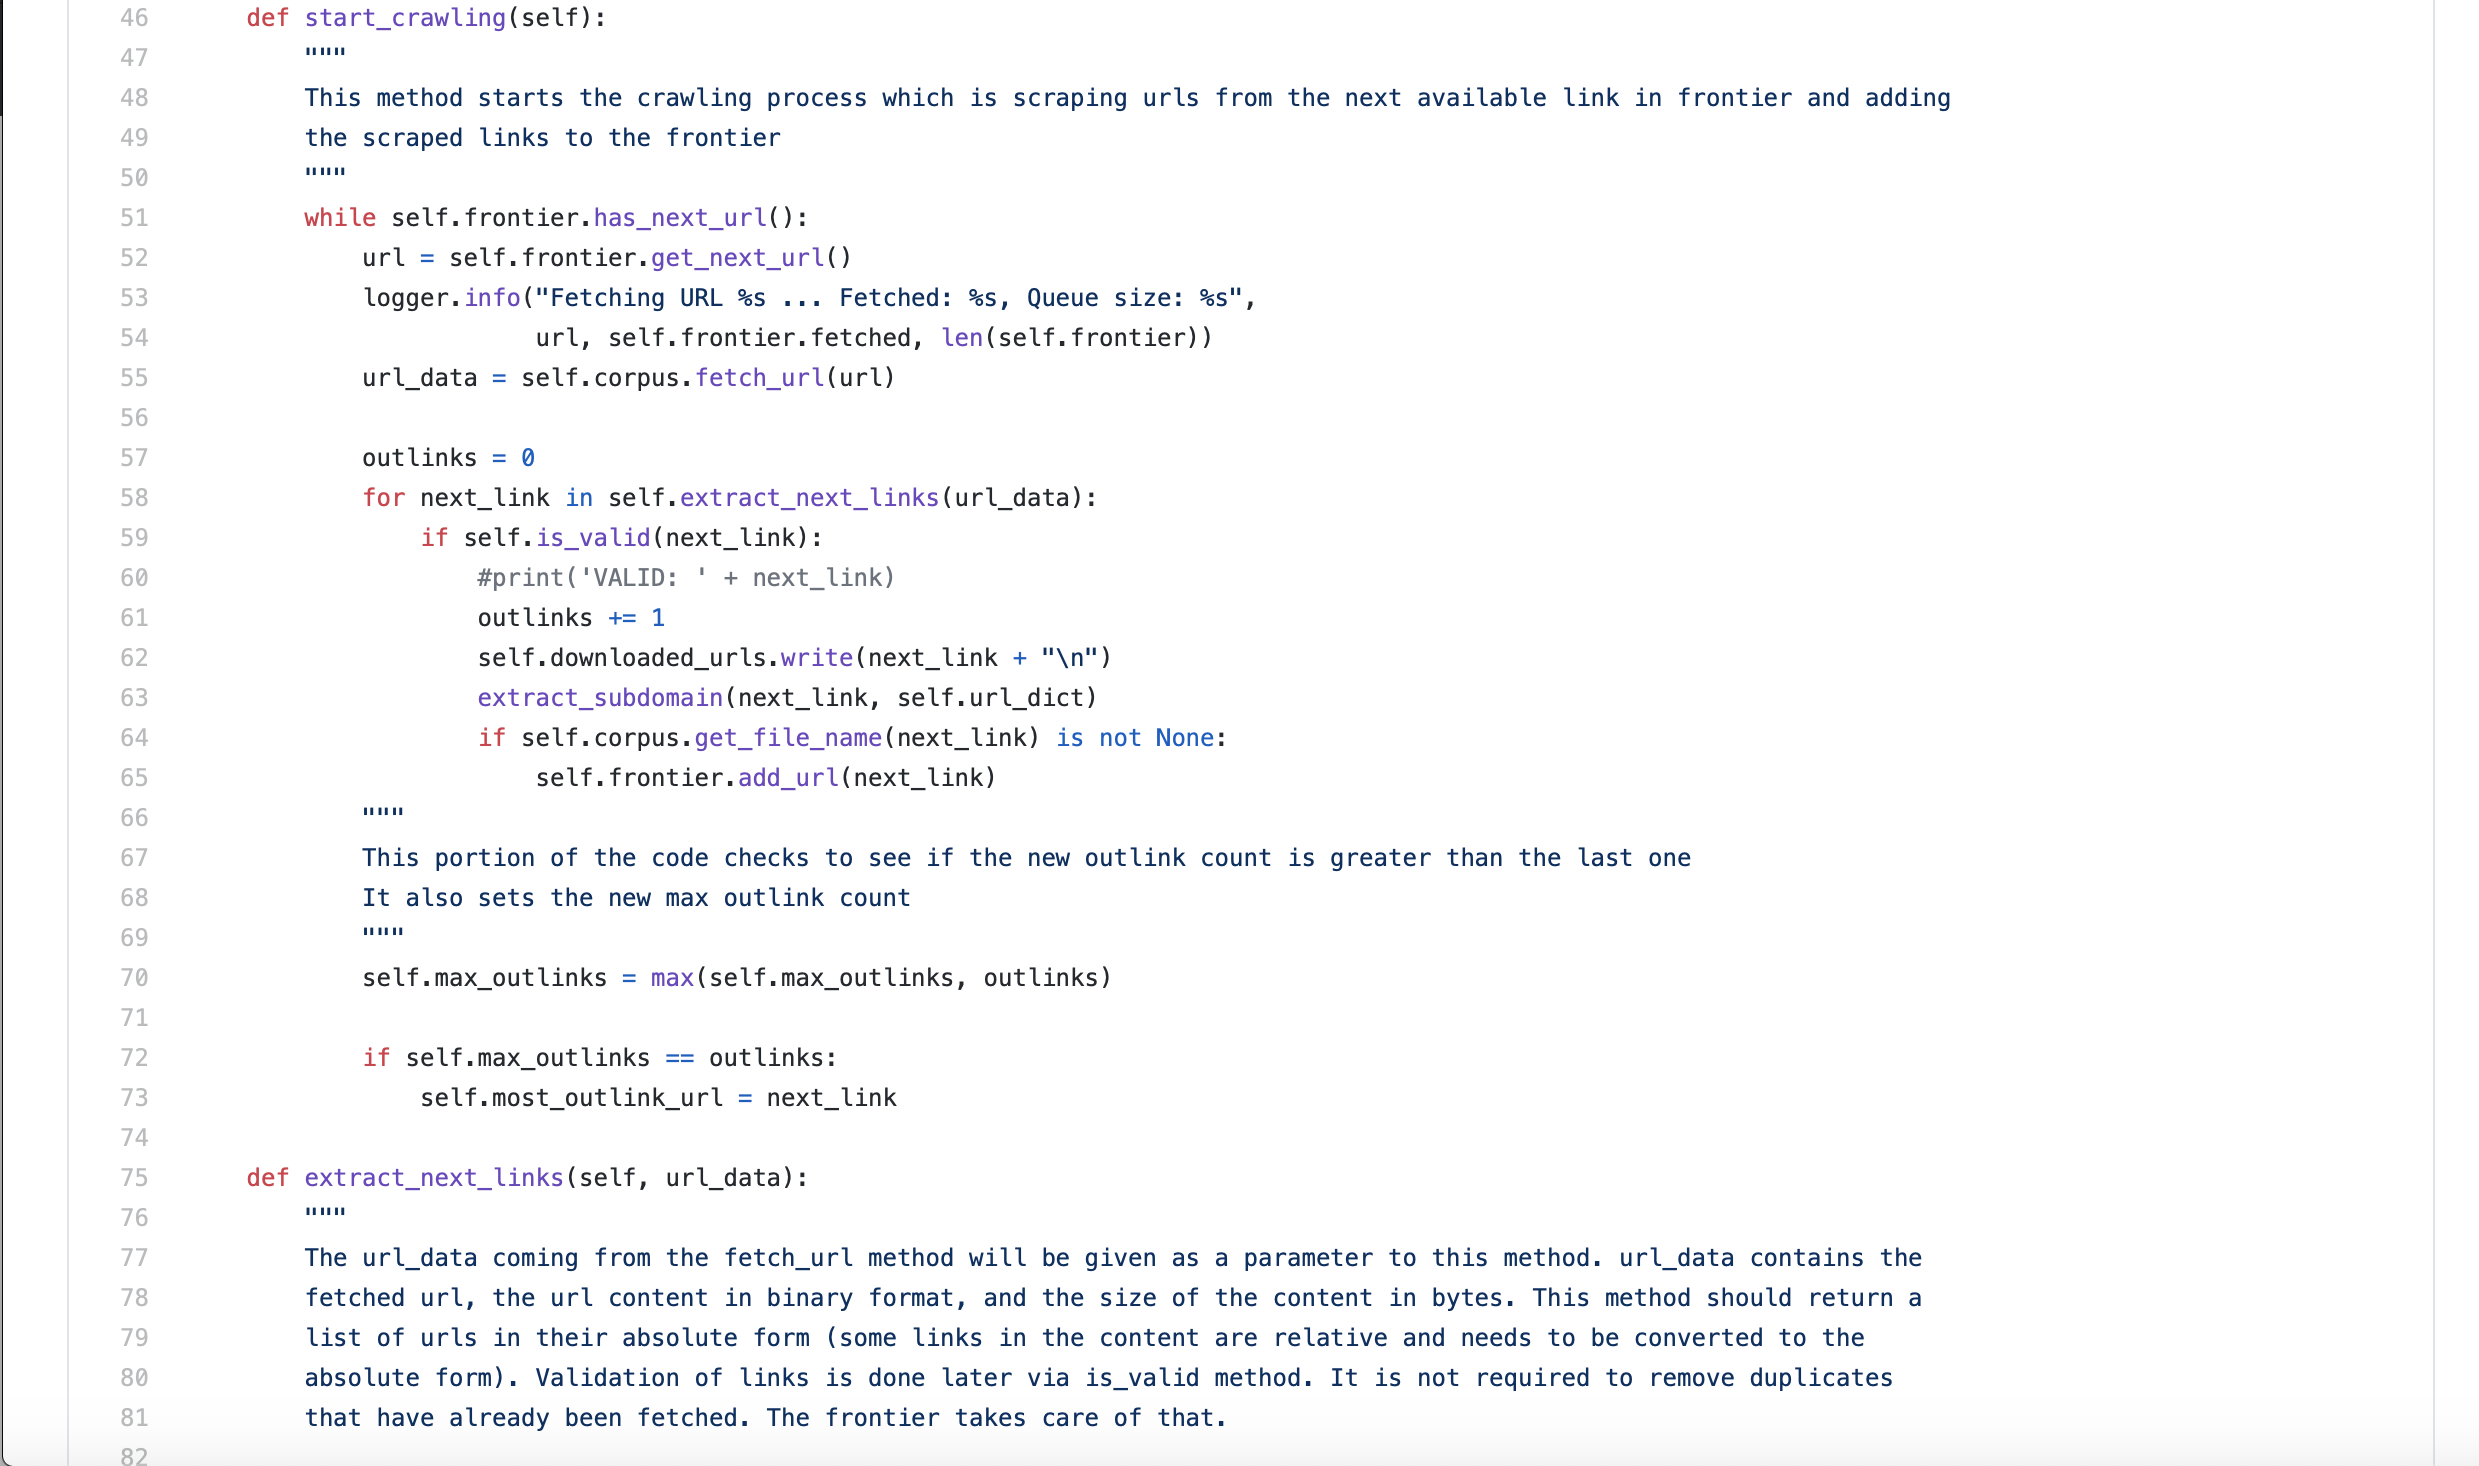 46 def start_crawling(self):
47 """
48 This method starts the crawling process which is scraping urls from the next available link in frontier and adding
49 the scraped links to the frontier
50 """
51 while self.frontier.has_next_url():
52 url = self.frontier.get_next_url()
53 logger.info("Fetching URL %s ... Fetched: %s, Queue size: %s",
54 url, self.frontier.fetched, len(self.frontier))
55 url_data = self.corpus.fetch_url(url)
56
57 outlinks = 0
58 for next_link in self.extract_next_links(url_data):
59 if self.is_valid(next_link):
60 #print('VALID: ' + next_link)
61 outlinks += 1
62 self.downloaded_urls.write(next_link + "\n")
63 extract_subdomain(next_link, self.url_dict)
64 if self.corpus.get_file_name(next_link) is not None:
65 self.frontier.add_url(next_link)
66 """
67 This portion of the code checks to see if the new outlink count is greater than the last one
68 It also sets the new max outlink count
69 """
70 self.max_outlinks = max(self.max_outlinks, outlinks)
71
72 if self.max_outlinks == outlinks:
73 self.most_outlink_url = next_link
74
75 def extract_next_links(self, url_data):
76 """
77 The url_data coming from the fetch_url method will be given as a parameter to this method. url_data contains the
78 fetched url, the url content in binary format, and the size of the content in bytes. This method should return a
79 list of urls in their absolute form (some links in the content are relative and needs to be converted to the
80 absolute form). Validation of links is done later via is_valid method. It is not required to remove duplicates
81 that have already been fetched. The frontier takes care of that.
82